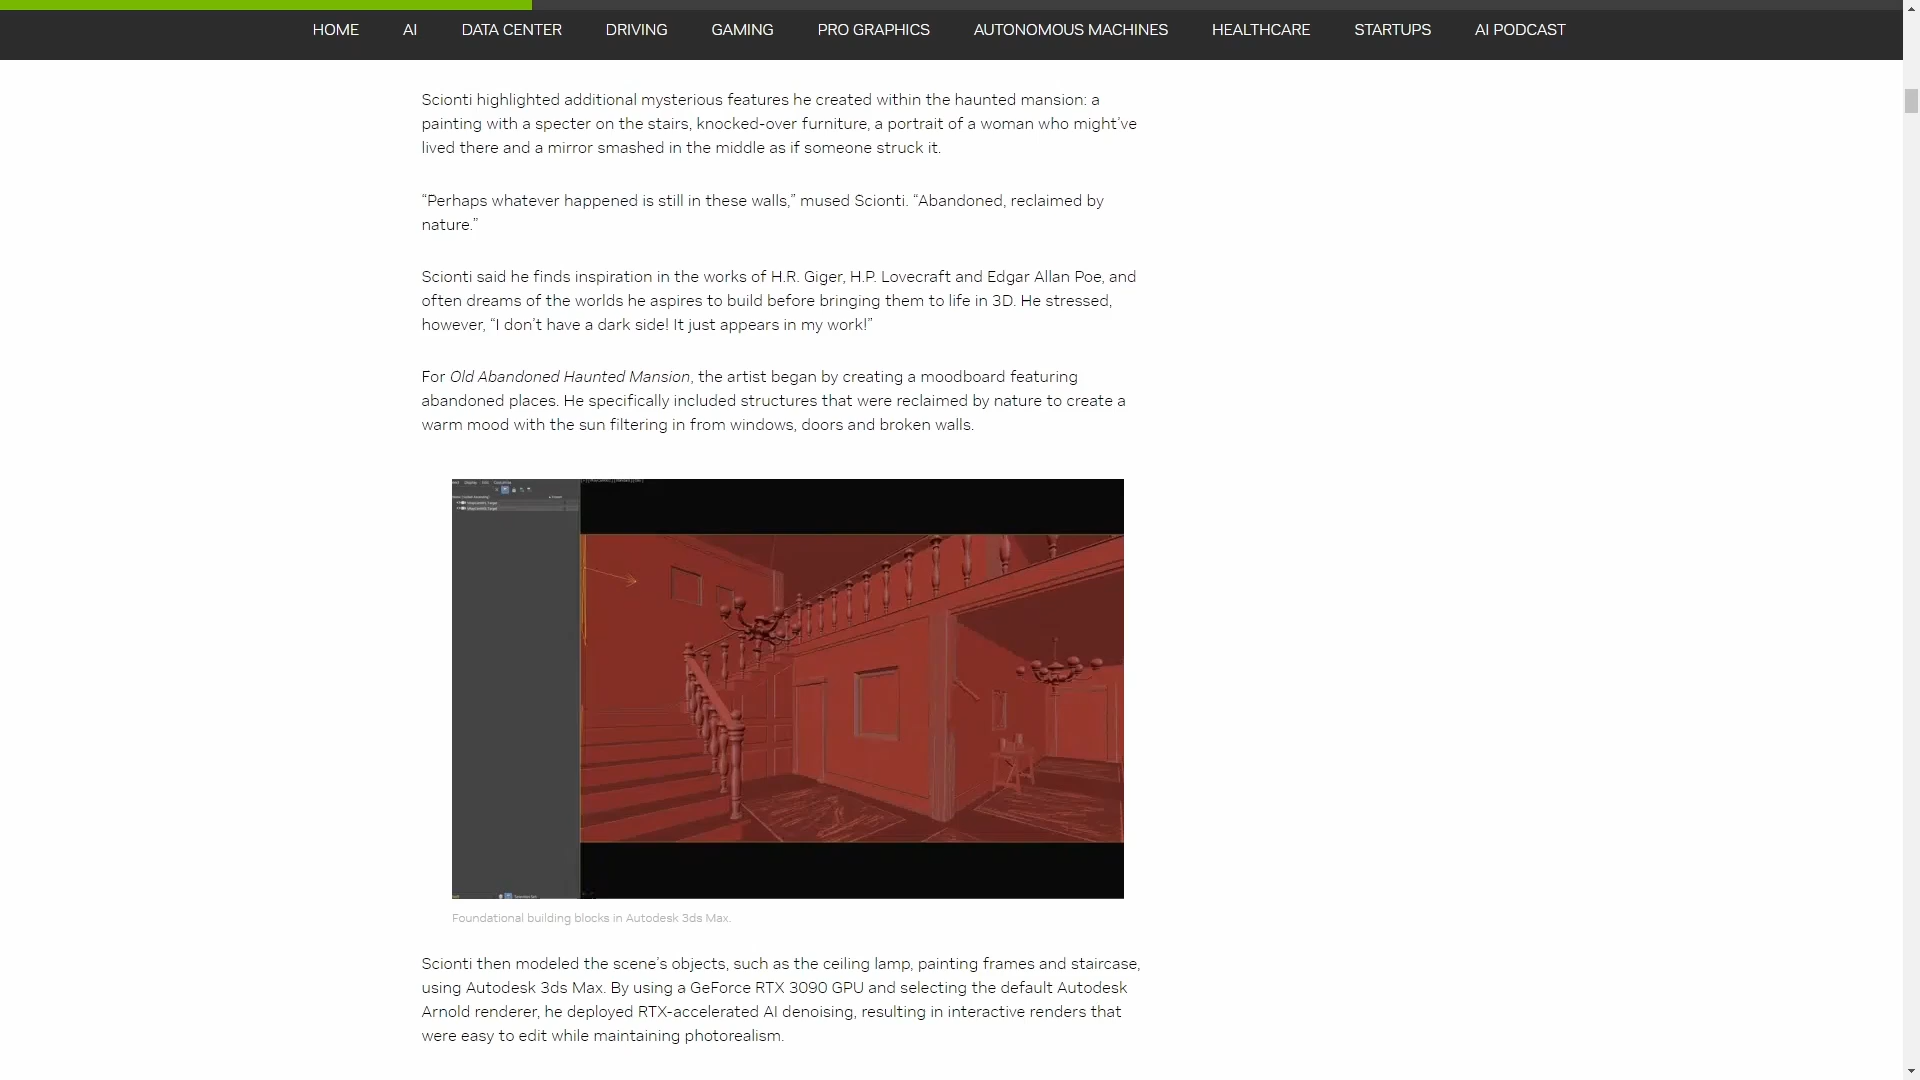 HOME AI DATA CENTER DRIVING GAMING PRO GRAPHICS AUTONOMOUS MACHINES HEALTHCARE STARTUPS AI PODCAST
Scionti highlighted additional mysterious features he created within the haunted mansion: a
painting with a specter on the stairs, knocked-over furniture, a portrait of a woman who might’ve
lived there and a mirror smashed in the middle as if someone struck it.
“Perhaps whatever happened is still in these walls,” mused Scionti. “Abandoned, reclaimed by
nature.”
Scionti said he finds inspiration in the works of H.R. Giger, H.P. Lovecraft and Edgar Allan Poe, and
often dreams of the worlds he aspires to build before bringing them to life in 3D. He stressed,
however, “I don’t have a dark side! It just appears in my work!”
For Old Abandoned Haunted Mansion, the artist began by creating a moodboard featuring
abandoned places. He specifically included structures that were reclaimed by nature to create a
warm mood with the sun filtering in from windows, doors and broken walls.
Foundational building blocks in Autodesk 3ds Max.
Scionti then modeled the scene’s objects, such as the ceiling lamp, painting frames and staircase,
using Autodesk 3ds Max. By using a GeForce RTX 3090 GPU and selecting the default Autodesk
Arnold renderer, he deployed RTX-accelerated AI denoising, resulting in interactive renders that
were easy to edit while maintaining photorealism.